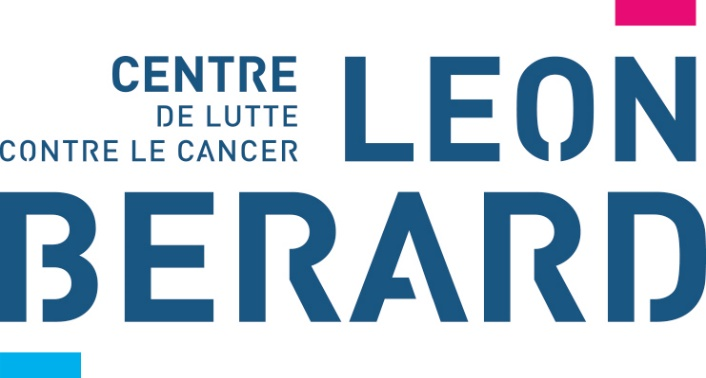 CENTRE
DE LUTTE
CONTRE LE CANCER
LEON
BERARD